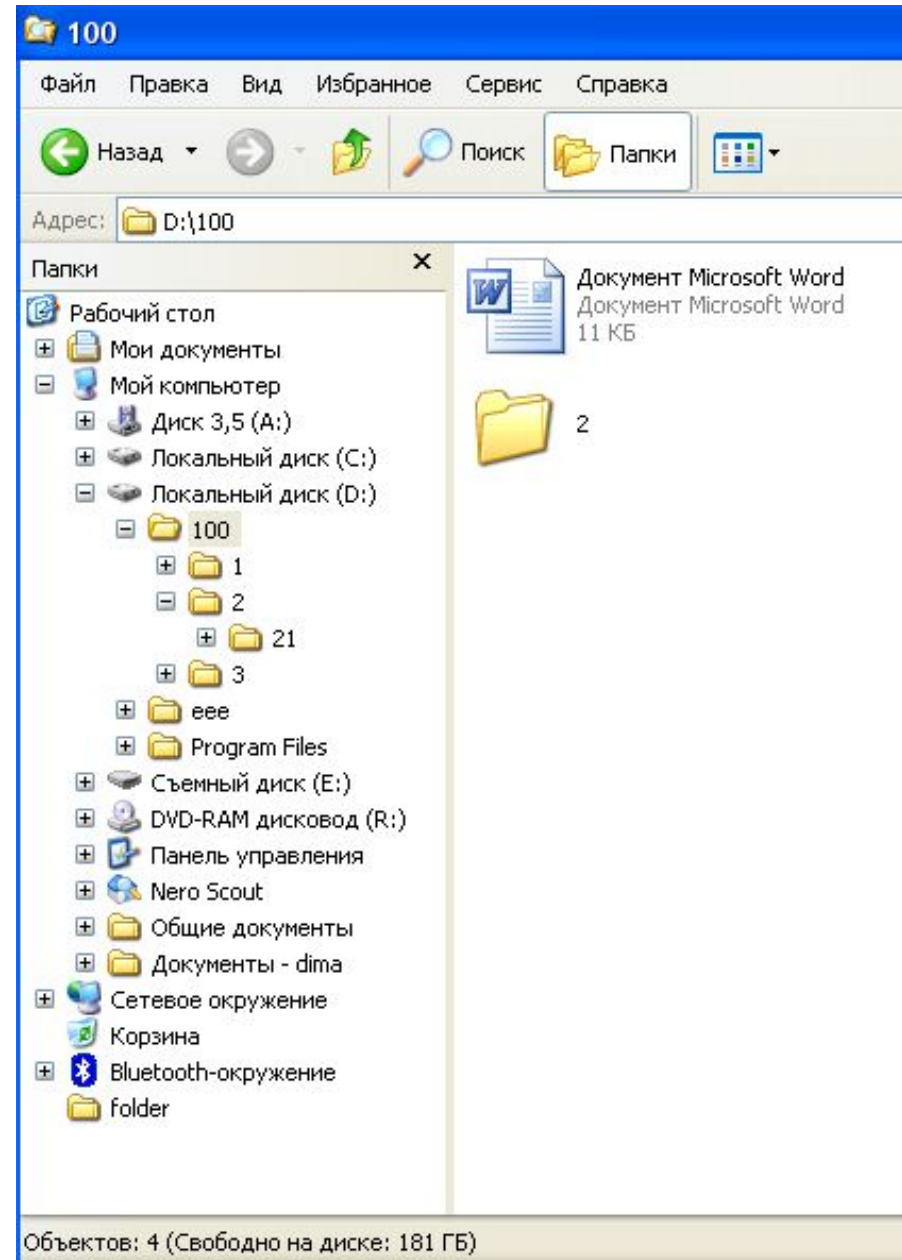 100
Файл Правка Вид Избранное Сервис Справка
Назад Поиск Папки
Адрес: D:\100
Папки
Рабочий стол
Мои документы
Мой компьютер
Диск 3,5 (A:)
Локальный диск (C:)
Локальный диск (D:)
100
1
2
21
3
eee
Program Files
Съемный диск (E:)
DVD-RAM дисковод (R:)
Панель управления
Nero Scout
Общие документы
Документы - dima
Сетевое окружение
Корзина
Bluetooth-окружение
folder
Документ Microsoft Word
Документ Microsoft Word
11 КБ
2
Объектов: 4 (Свободно на диске: 181 ГБ)